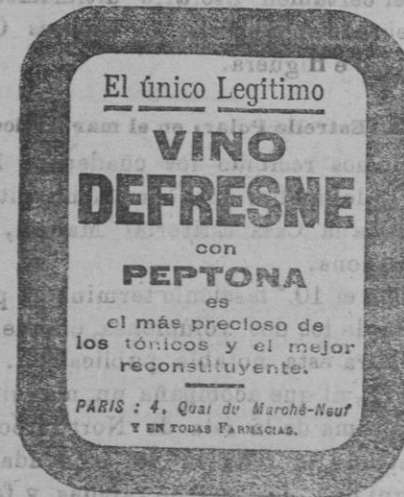 El único Legítimo
VINO
DEFRESNE
con
PEPTONA
es
el más precioso de
los tónicos y el mejor
reconstituyente.
PARIS : 4, Quai du Marché-Neuf
Y EN TODAS FARMACIAS.